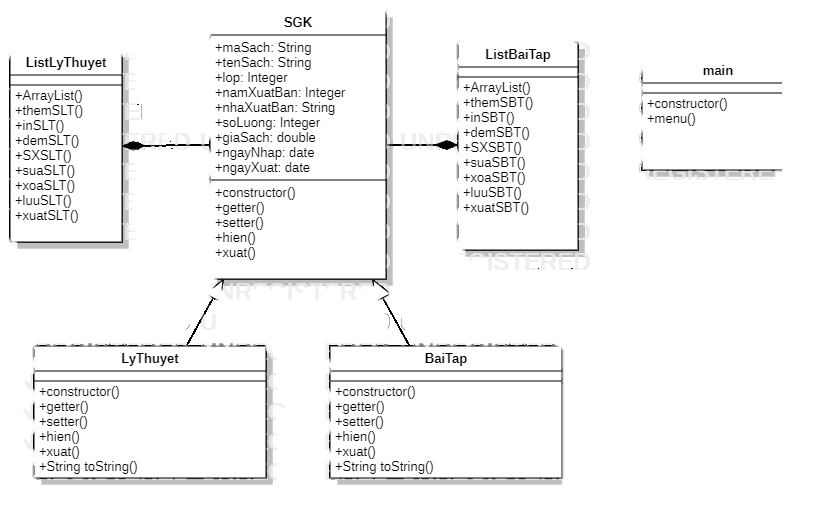 SGK
+maSach: String
+tenSach: String
+lop: Integer
+namXuatBan: Integer
+nhaXuatBan: String
+soLuong: Integer
+giaSach: double
+ngayNhap: date
+ngayXuat: date
+constructor()
+getter()
+setter()
+hien()
+xuat()
ListLyThuyet
+ArrayList()
+themSLT()
+inSLT()
+demSLT()
+SXSLT()
+suaSLT()
+xoaSLT()
+luuSLT()
+xuatSLT()
ListBaiTap
+ArrayList()
+themSBT()
+inSBT()
+demSBT()
+SXSBT()
+suaSBT()
+xoaSBT()
+luuSBT()
+xuatSBT()
main
+constructor()
+menu()
LyThuyet
+constructor()
+getter()
+setter()
+hien()
+xuat()
+String toString()
BaiTap
+constructor()
+getter()
+setter()
+hien()
+xuat()
+String toString()